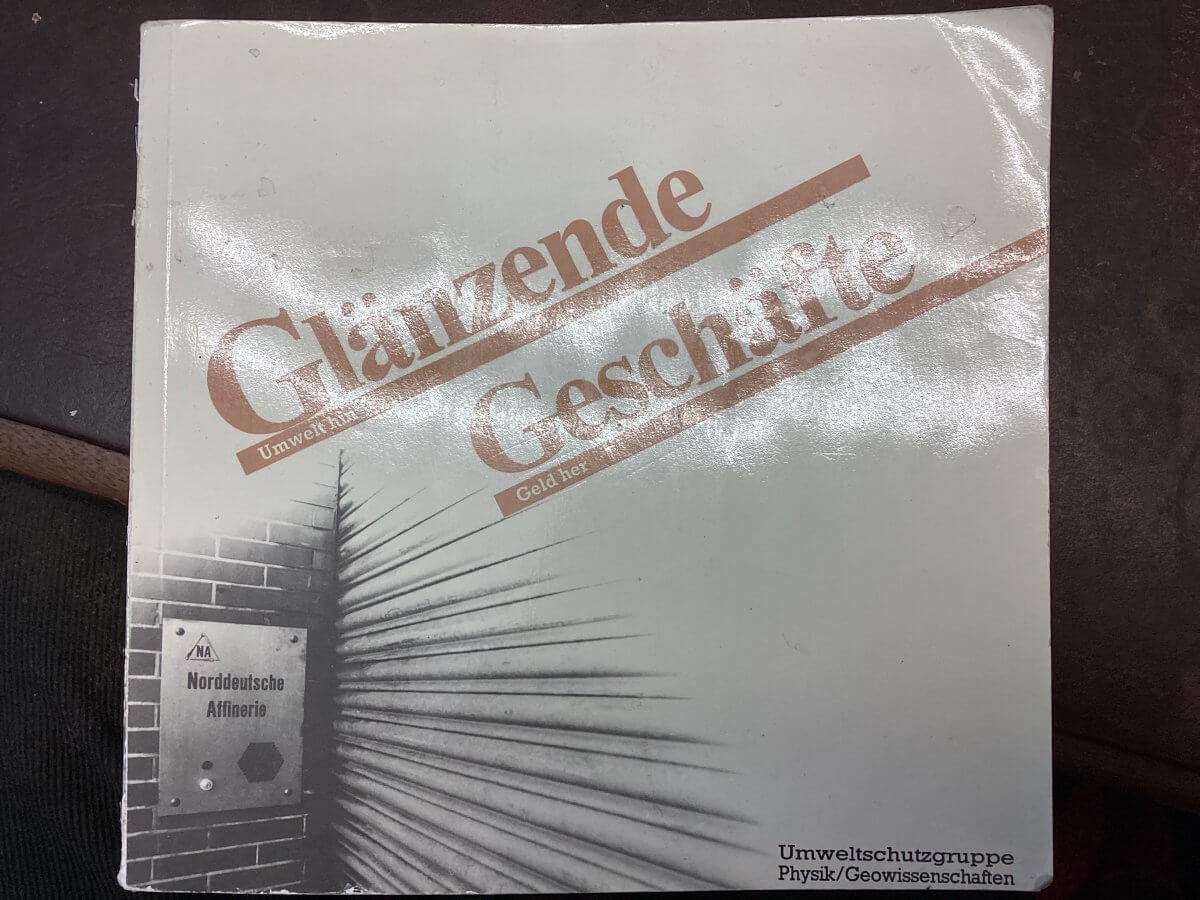 Glänzende
Umwelt hin
Geschäfte
Geld her
NA
Norddeutsche
Affinerie
Umweltschutzgruppe
Physik/Geowissenschaften